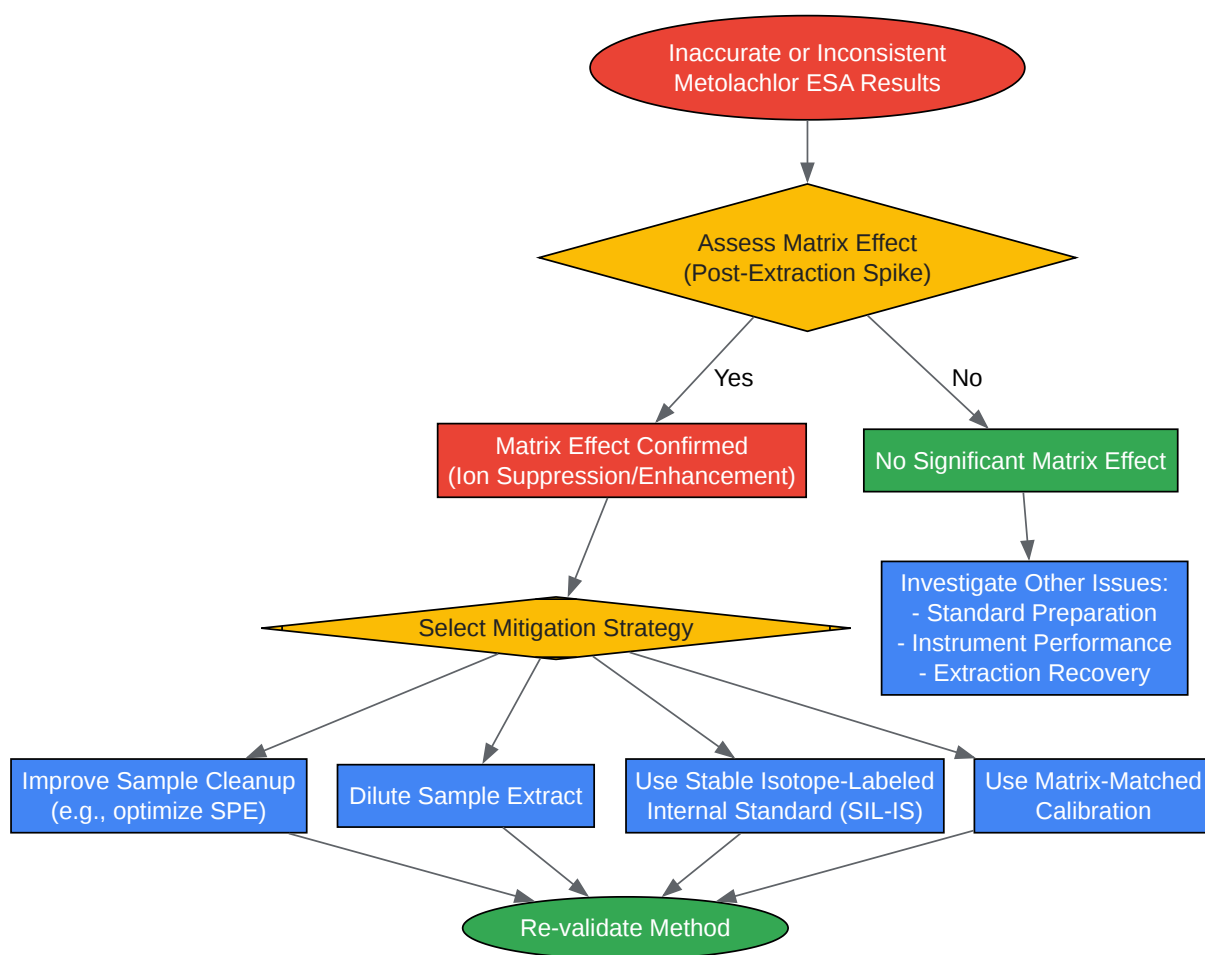 Inaccurate or Inconsistent
Metolachlor ESA Results
Assess Matrix Effect
(Post-Extraction Spike)
Yes
No
Matrix Effect Confirmed
(Ion Suppression/Enhancement)
No Significant Matrix Effect
Investigate Other Issues:
- Standard Preparation
- Instrument Performance
- Extraction Recovery
Select Mitigation Strategy
Improve Sample Cleanup
(e.g., optimize SPE)
Dilute Sample Extract
Use Stable Isotope-Labeled
Internal Standard (SIL-IS)
Use Matrix-Matched
Calibration
Re-validate Method